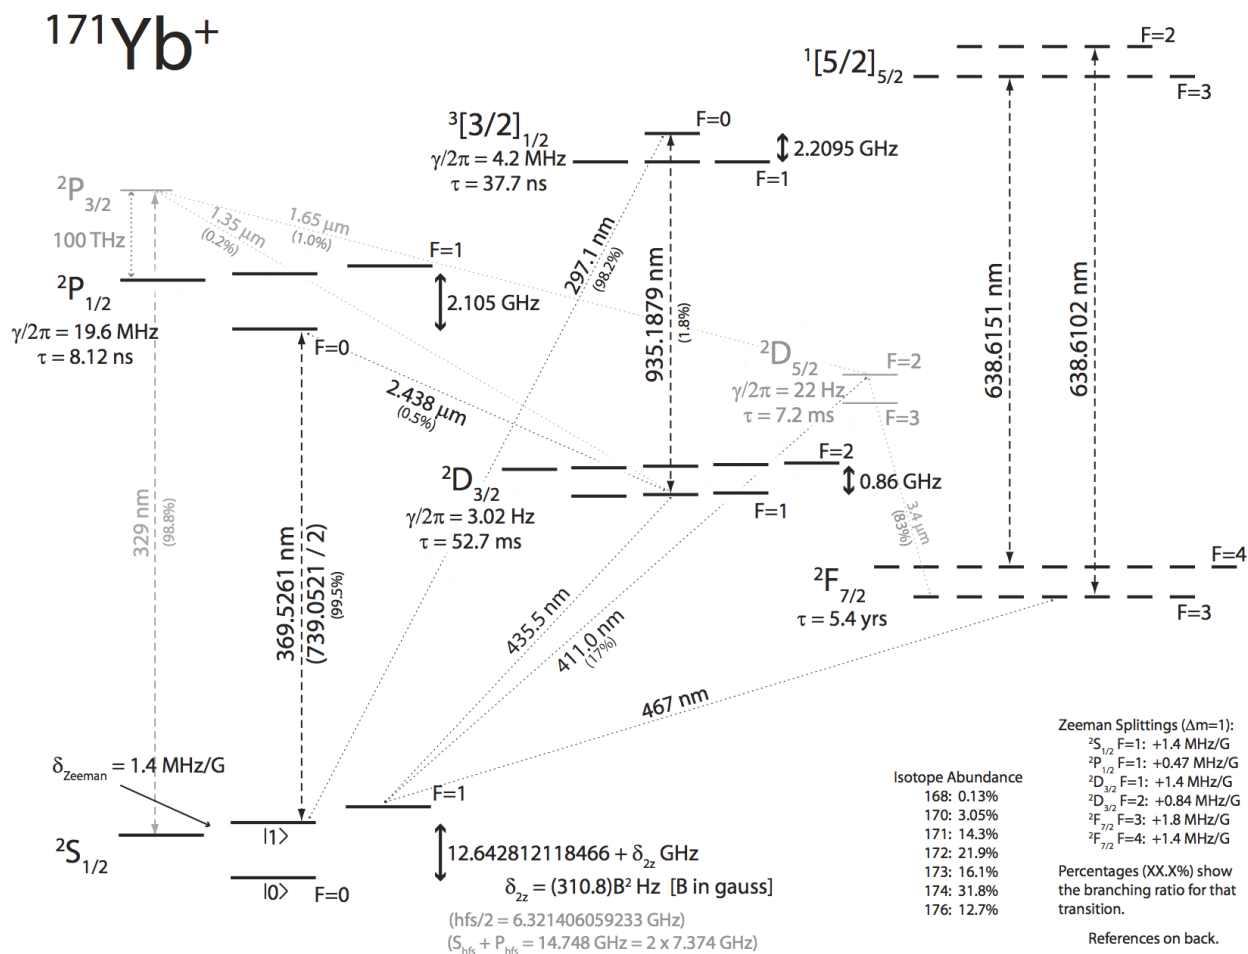 171Yb+
1[5/2]5/2
F=2
F=3
3[3/2]1/2
F=0
γ/2π = 4.2 MHz
τ = 37.7 ns
F=1
2.2095 GHz
2P3/2
100 THz
1.35 μm
(0.2%)
1.65 μm
(1.0%)
2P1/2
γ/2π = 19.6 MHz
τ = 8.12 ns
F=1
2.105 GHz
F=0
297.1 nm
(98.2%)
935.1879 nm
(1.8%)
638.6151 nm
638.6102 nm
2D5/2
γ/2π = 22 Hz
τ = 7.2 ms
F=2
F=3
2.438 μm
(0.5%)
2D3/2
γ/2π = 3.02 Hz
τ = 52.7 ms
F=2
0.86 GHz
F=1
329 nm
(98.8%)
369.5261 nm
(739.0521 / 2)
(99.5%)
435.5 nm
411.0 nm
(17%)
3.4 μm
(83%)
2F7/2
τ = 5.4 yrs
F=4
F=3
467 nm
δZeeman = 1.4 MHz/G
2S1/2
|1>
|0>
F=1
F=0
12.642812118466 + δ2z GHz
δ2z = (310.8)B2 Hz [B in gauss]
(hfs/2 = 6.321406059233 GHz)
(Shfs + Phfs = 14.748 GHz = 2 x 7.374 GHz)
Isotope Abundance
168: 0.13%
170: 3.05%
171: 14.3%
172: 21.9%
173: 16.1%
174: 31.8%
176: 12.7%
Zeeman Splittings (Δm=1):
2S1/2 F=1: +1.4 MHz/G
2P1/2 F=1: +0.47 MHz/G
2D3/2 F=1: +1.4 MHz/G
2D3/2 F=2: +0.84 MHz/G
2F7/2 F=3: +1.8 MHz/G
2F7/2 F=4: +1.4 MHz/G
Percentages (XX.X%) show
the branching ratio for that
transition.
References on back.